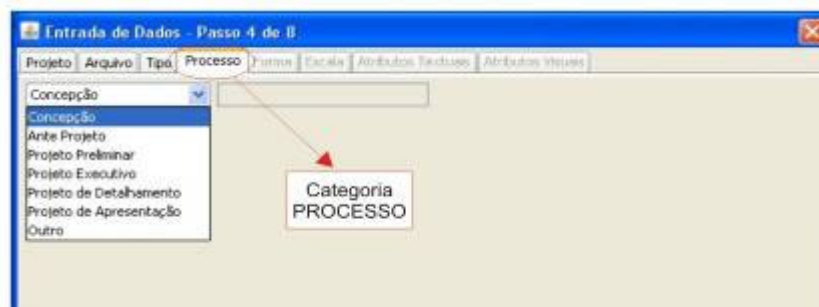 Entrada de Dados - Passo 4 de 8
Projeto Arquivo Tipo Processo Forma Escala Atributos Textuais Atributos Visuais
Concepção
Concepção
Ante Projeto
Projeto Preliminar
Projeto Executivo
Projeto de Detalhamento
Projeto de Apresentação
Outro
Categoria
PROCESSO